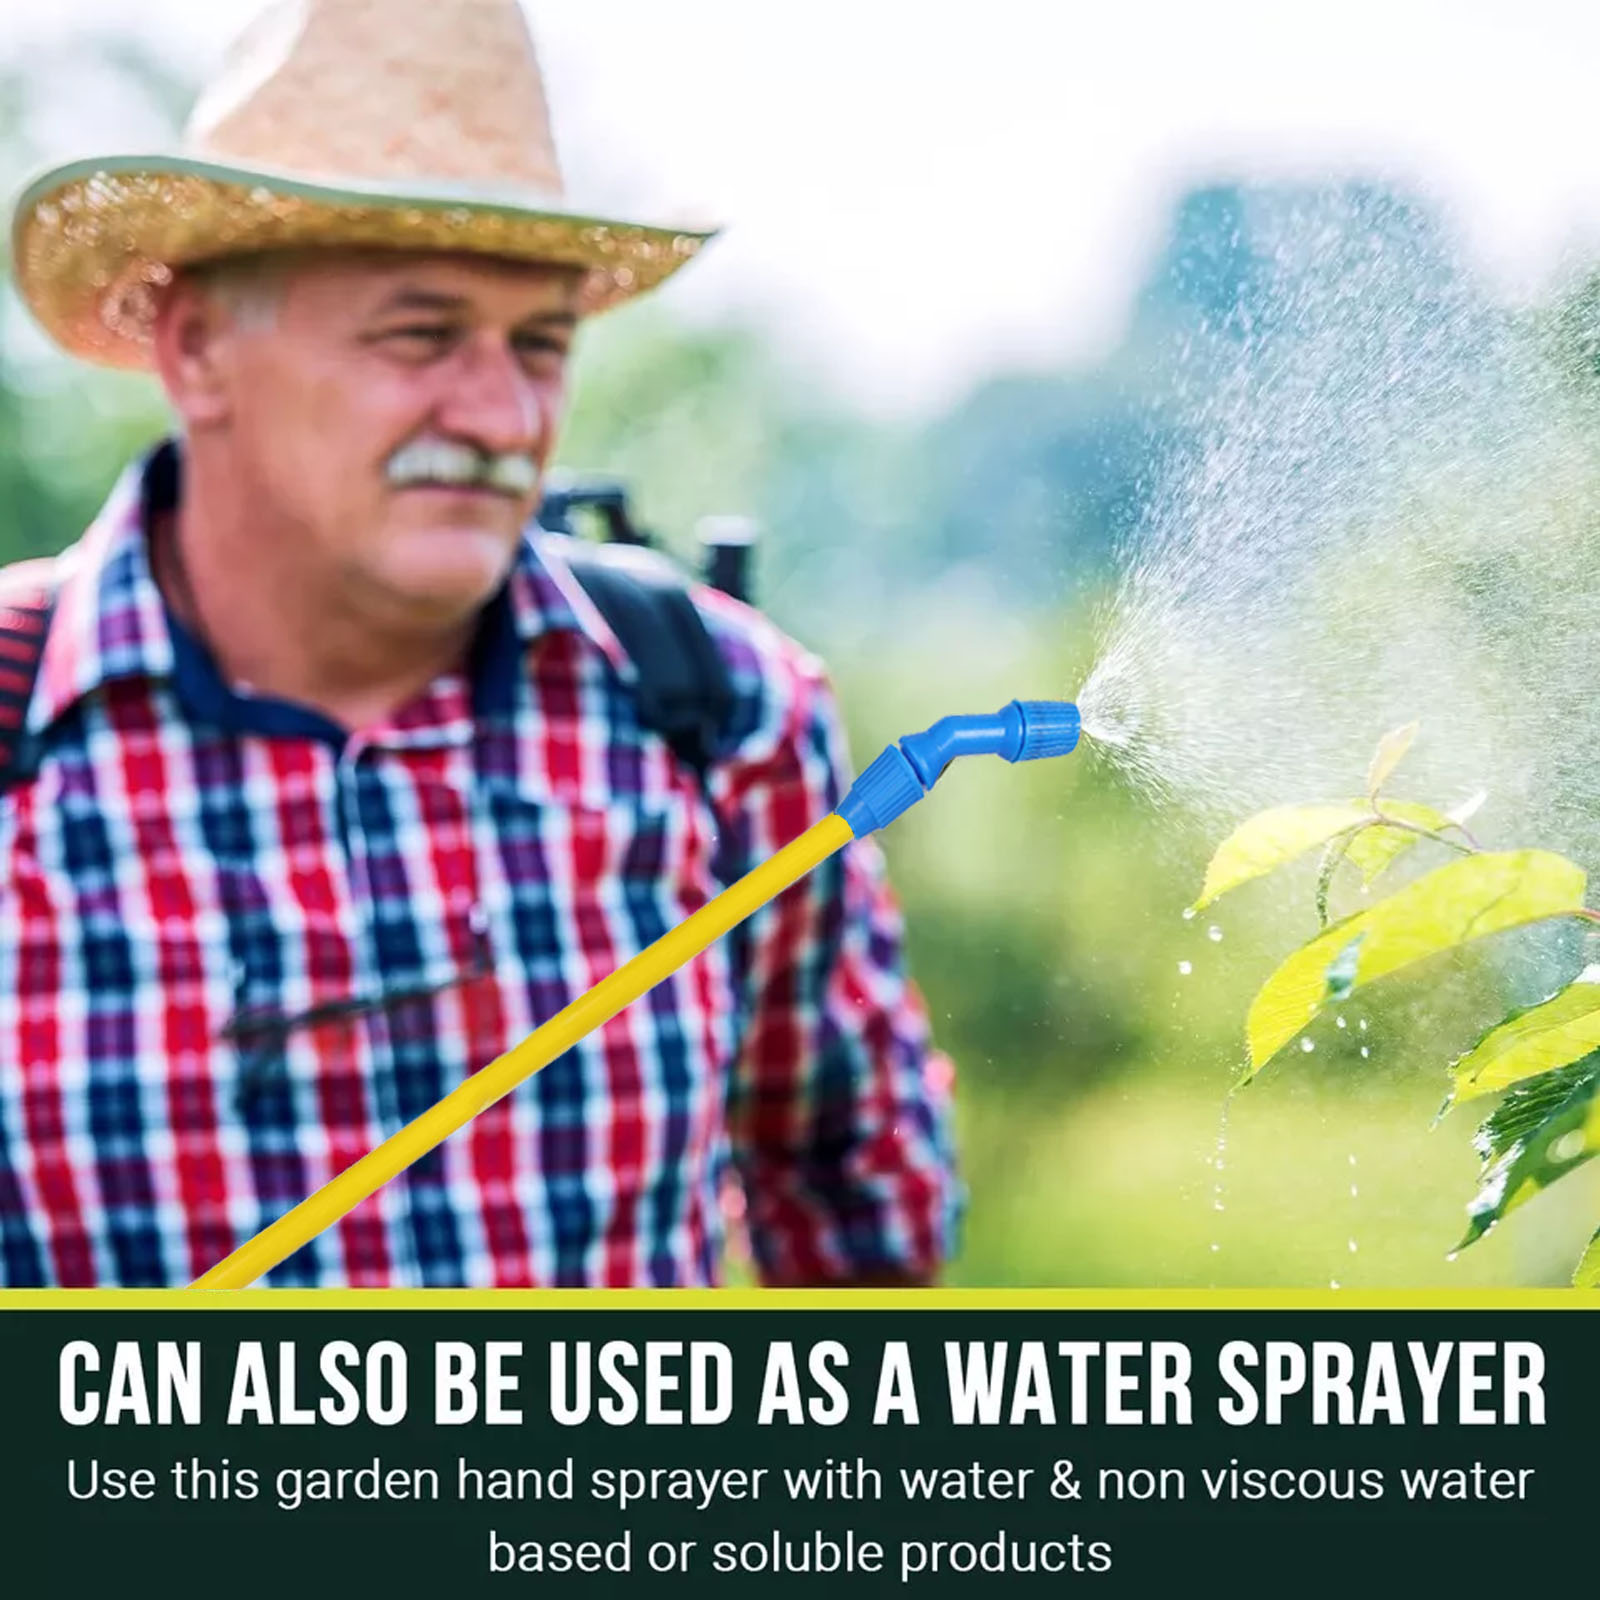 CAN ALSO BE USED AS A WATER SPRAYER
Use this garden hand sprayer with water & non viscous water
based or soluble products